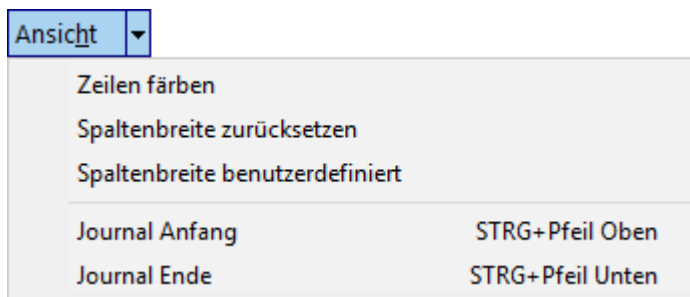 Ansicht
Zeilen färben
Spaltenbreite zurücksetzen
Spaltenbreite benutzerdefiniert
Journal Anfang STRG+Pfeil Oben
Journal Ende STRG+Pfeil Unten